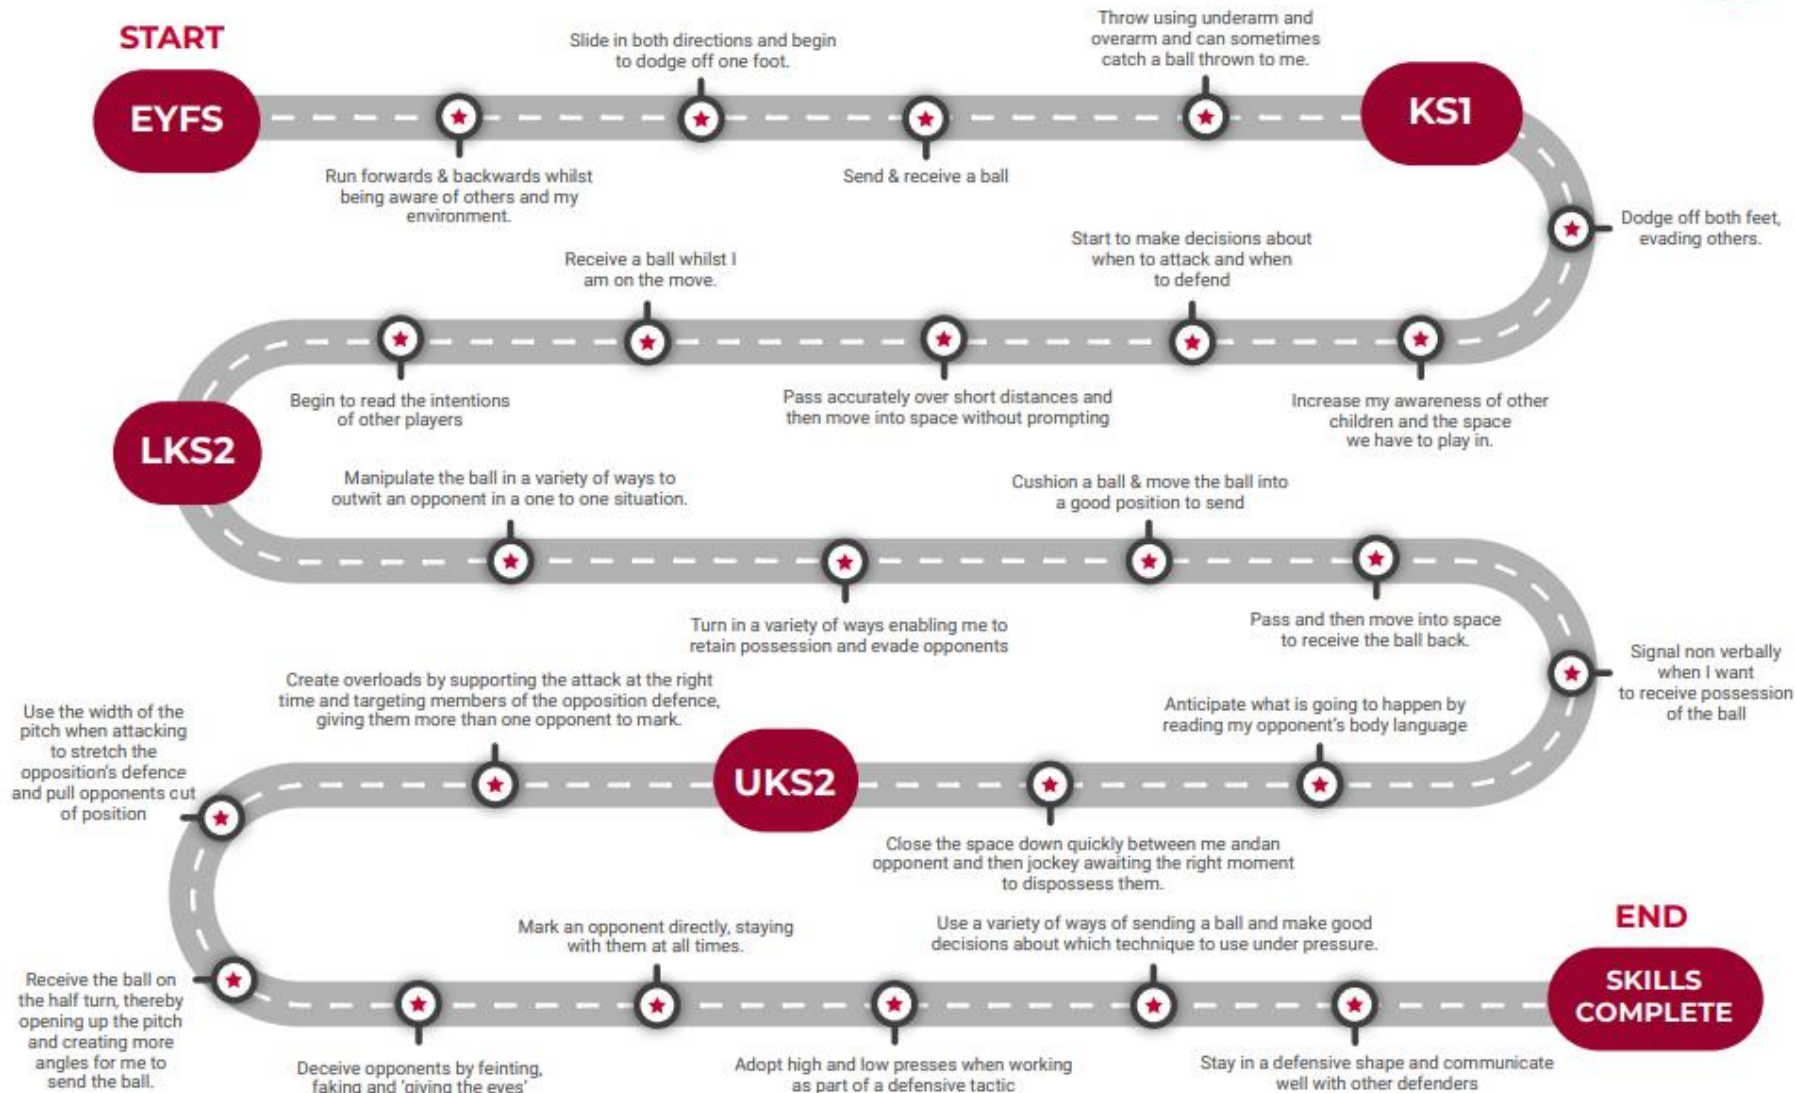 START
EYFS
Run forwards & backwards whilst
being aware of others and my
environment.
Slide in both directions and begin
to dodge off one foot.
Send & receive a ball
Throw using underarm and
overarm and can sometimes
catch a ball thrown to me.
KS1
Dodge off both feet,
evading others.
Increase my awareness of other
children and the space
we have to play in.
Start to make decisions about
when to attack and when
to defend
Pass accurately over short distances and
then move into space without prompting
Receive a ball whilst I
am on the move.
Begin to read the intentions
of other players
LKS2
Manipulate the ball in a variety of ways to
outwit an opponent in a one to one situation.
Turn in a variety of ways enabling me to
retain possession and evade opponents
Cushion a ball & move the ball into
a good position to send
Pass and then move into space
to receive the ball back.
Signal non verbally
when I want
to receive possession
of the ball
Anticipate what is going to happen by
reading my opponent's body language
Close the space down quickly between me andan
opponent and then jockey awaiting the right moment
to dispossess them.
UKS2
Create overloads by supporting the attack at the right
time and targeting members of the opposition defence,
giving them more than one opponent to mark.
Use the width of the
pitch when attacking
to stretch the
opposition's defence
and pull opponents out
of position
Receive the ball on
the half turn, thereby
opening up the pitch
and creating more
angles for me to
send the ball.
Deceive opponents by feinting,
faking and 'giving the eyes'
Mark an opponent directly, staying
with them at all times.
Adopt high and low presses when working
as part of a defensive tactic
Use a variety of ways of sending a ball and make good
decisions about which technique to use under pressure.
Stay in a defensive shape and communicate
well with other defenders
END
SKILLS
COMPLETE